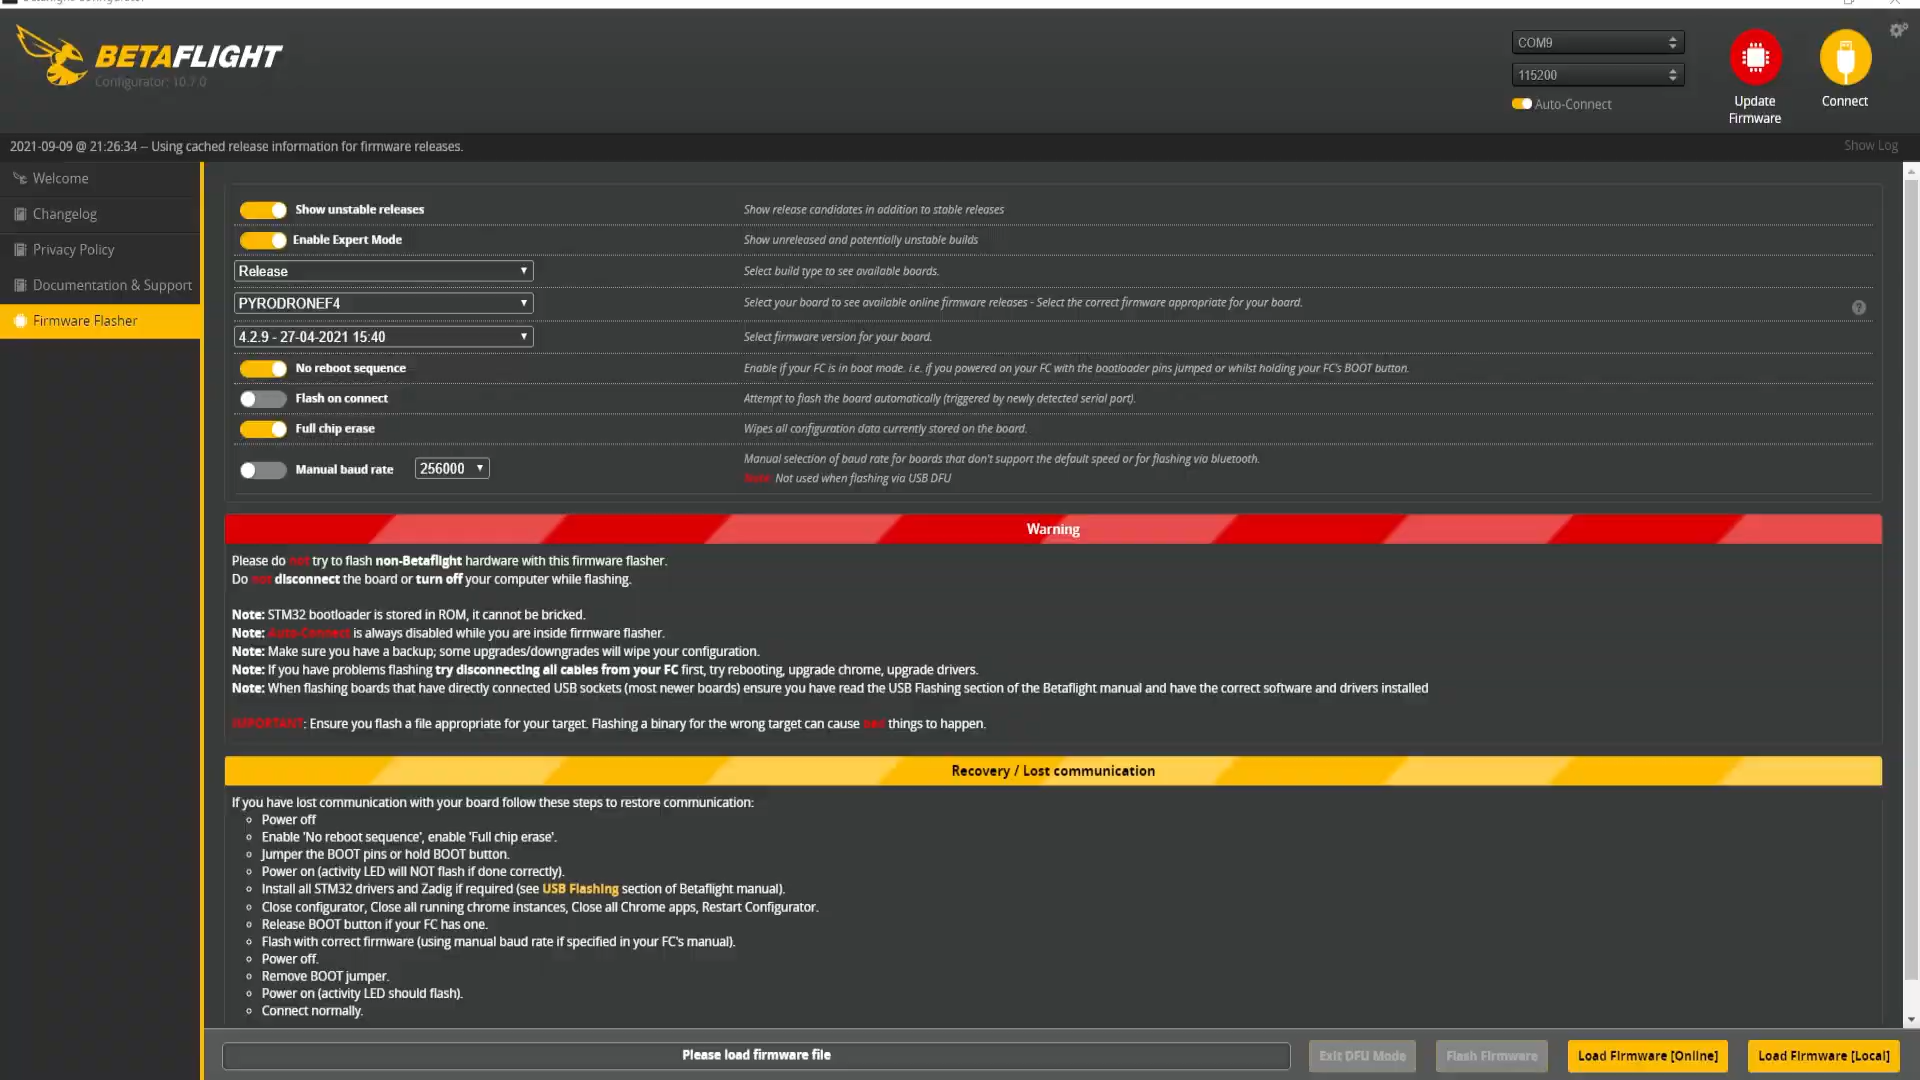 BETAFLIGHT
Configurator: 10.7.0
COM9
115200
Auto-Connect
Update
Firmware
Connect
2021-09-09 @ 21:26:34 -- Using cached release information for firmware releases.
Show Log
Welcome
Changelog
Privacy Policy
Documentation & Support
Firmware Flasher
Show unstable releases
Show release candidates in addition to stable releases
Enable Expert Mode
Show unreleased and potentially unstable builds
Release
Select build type to see available boards.
PYRODRONEF4
Select your board to see available online firmware releases - Select the correct firmware appropriate for your board.
?
4.2.9 - 27-04-2021 15:40
Select firmware version for your board.
No reboot sequence
Enable if your FC is in boot mode. i.e. if you powered on your FC with the bootloader pins jumped or whilst holding your FC's BOOT button.
Flash on connect
Attempt to flash the board automatically (triggered by newly detected serial port).
Full chip erase
Wipes all configuration data currently stored on the board.
Manual baud rate
256000
Manual selection of baud rate for boards that don't support the default speed or for flashing via bluetooth.
Note: Not used when flashing via USB DFU
Warning
Please do not try to flash non-Betaflight hardware with this firmware flasher.
Do not disconnect the board or turn off your computer while flashing.
Note: STM32 bootloader is stored in ROM, it cannot be bricked.
Note: Auto-Connect is always disabled while you are inside firmware flasher.
Note: Make sure you have a backup; some upgrades/downgrades will wipe your configuration.
Note: If you have problems flashing try disconnecting all cables from your FC first, try rebooting, upgrade chrome, upgrade drivers.
Note: When flashing boards that have directly connected USB sockets (most newer boards) ensure you have read the USB Flashing section of the Betaflight manual and have the correct software and drivers installed
IMPORTANT: Ensure you flash a file appropriate for your target. Flashing a binary for the wrong target can cause bad things to happen.
Recovery / Lost communication
If you have lost communication with your board follow these steps to restore communication:
Power off
Enable 'No reboot sequence', enable 'Full chip erase'.
Jumper the BOOT pins or hold BOOT button.
Power on (activity LED will NOT flash if done correctly).
Install all STM32 drivers and Zadig if required (see USB Flashing section of Betaflight manual).
Close configurator, Close all running chrome instances, Close all Chrome apps, Restart Configurator.
Release BOOT button if your FC has one.
Flash with correct firmware (using manual baud rate if specified in your FC's manual).
Power off.
Remove BOOT jumper.
Power on (activity LED should flash).
Connect normally.
Please load firmware file
Exit DFU Mode
Flash Firmware
Load Firmware [Online]
Load Firmware [Local]